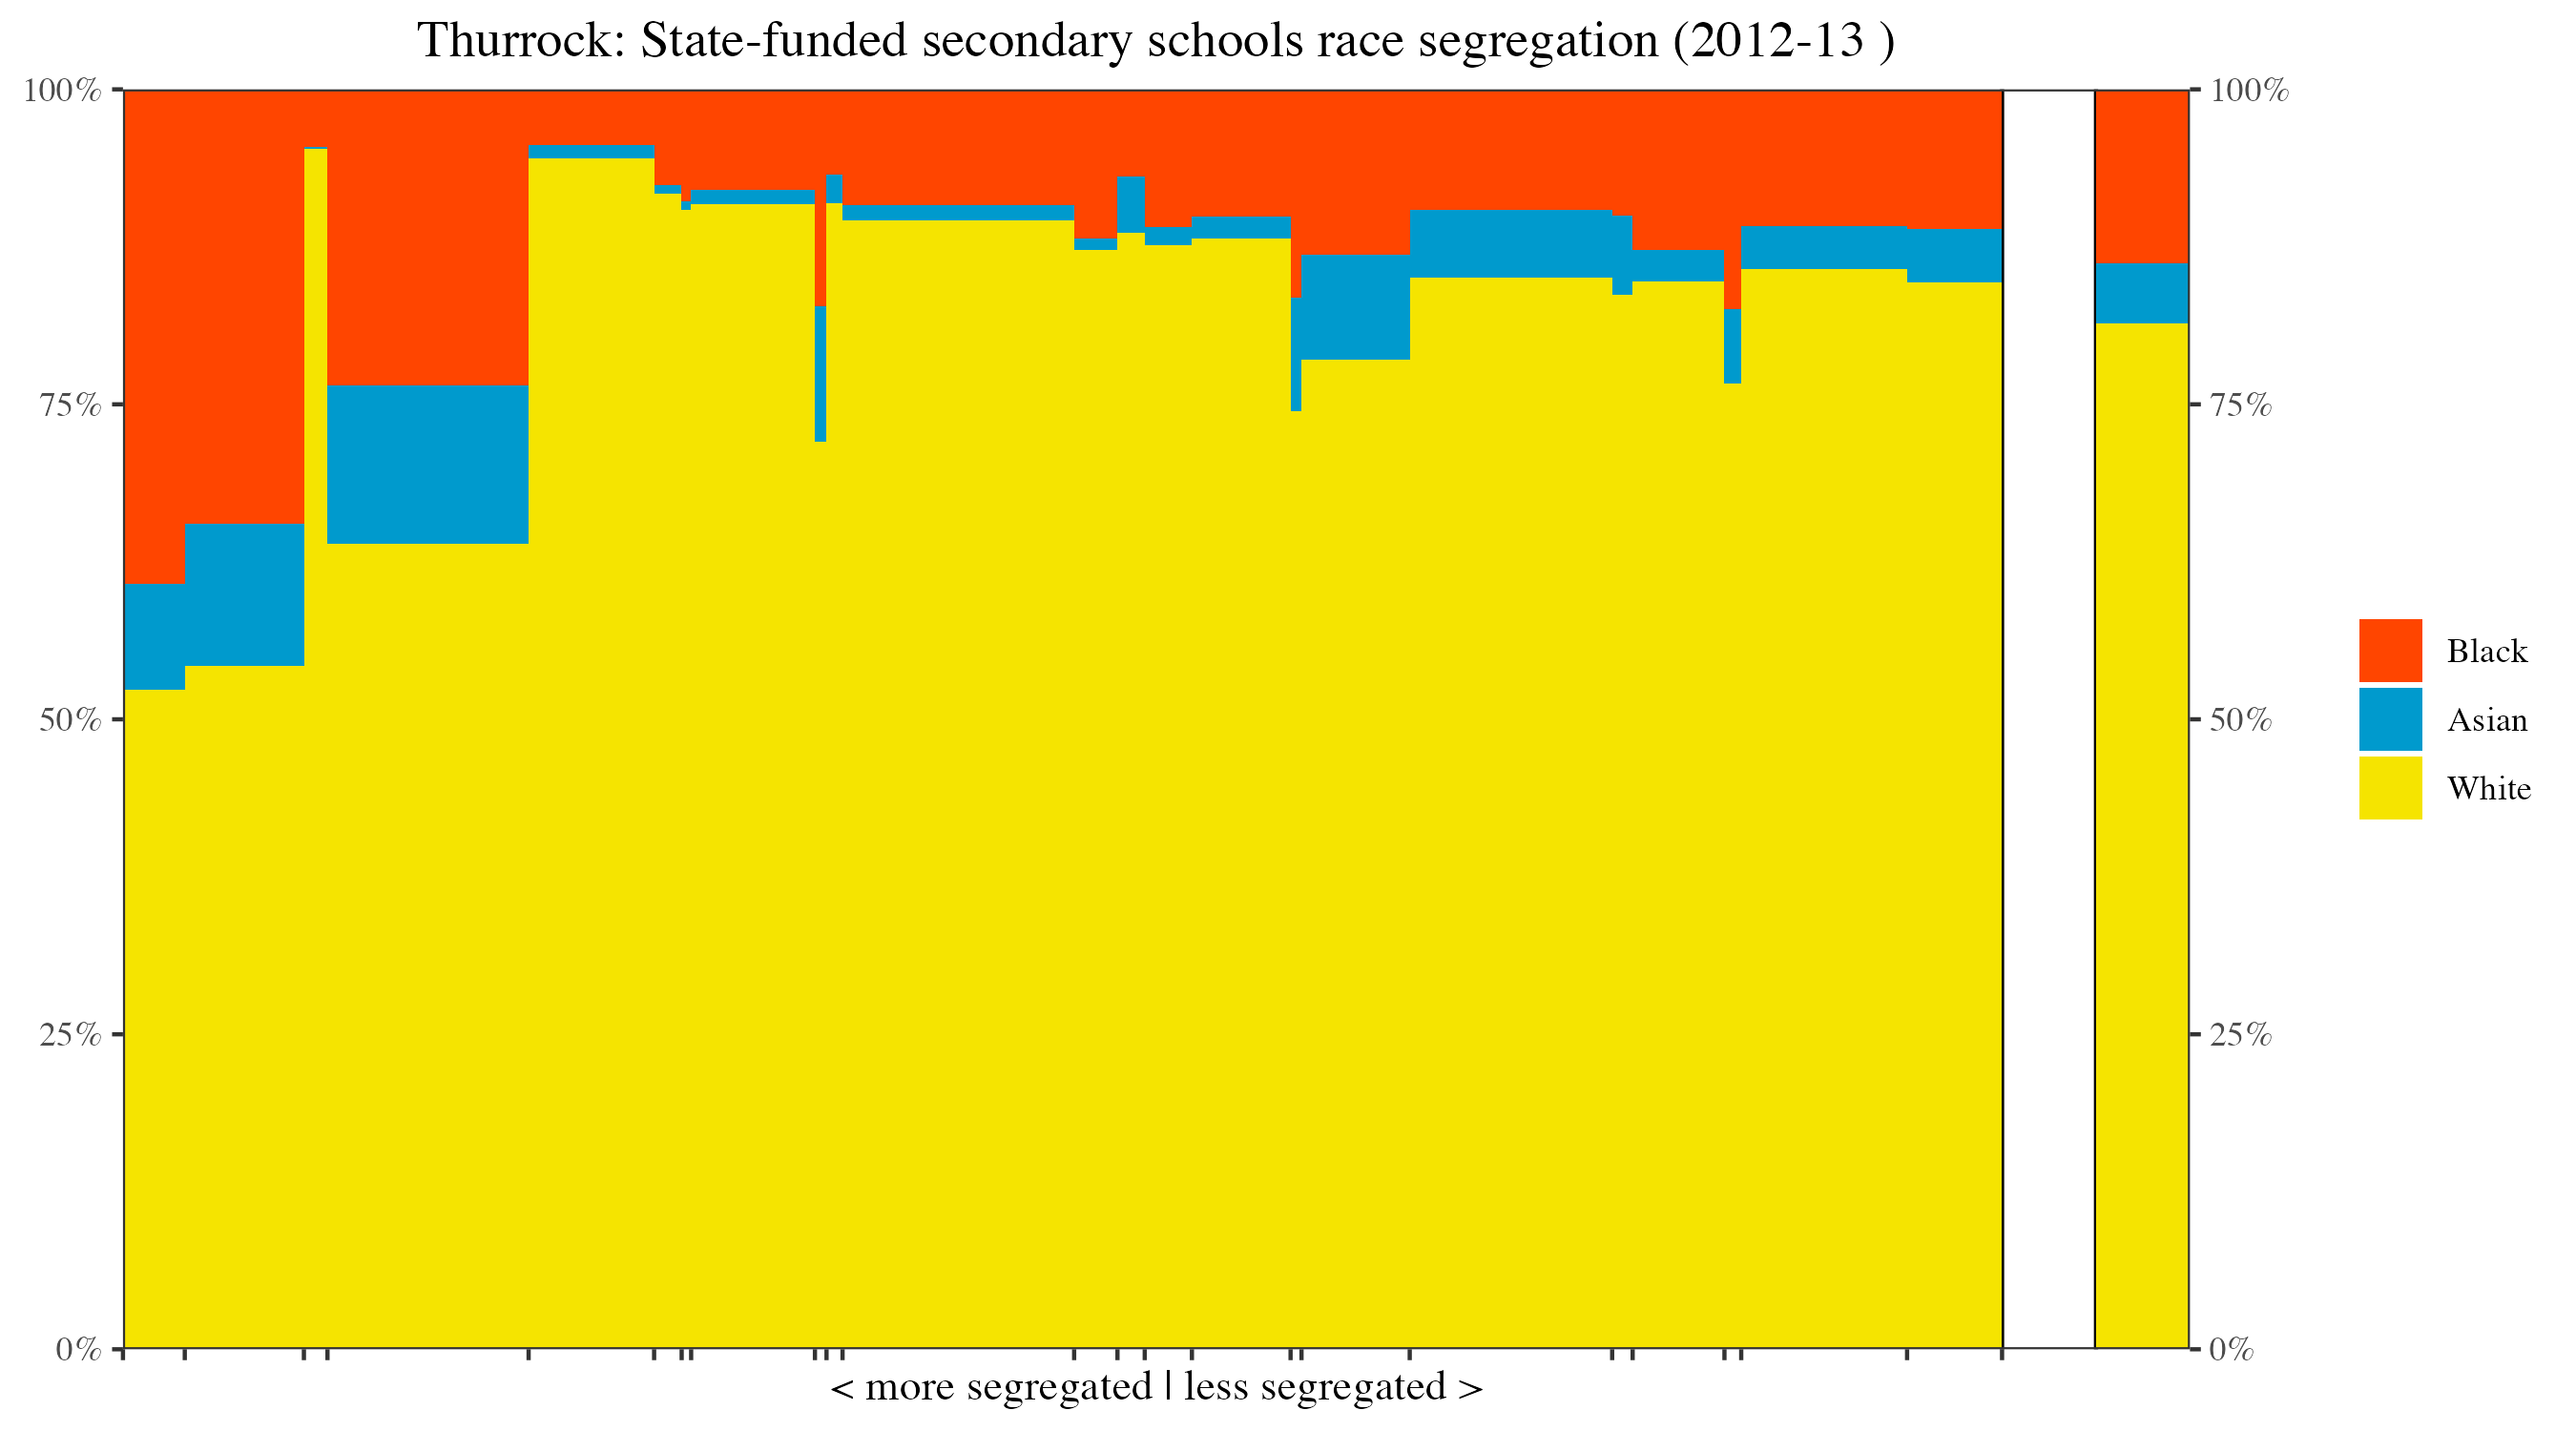 Thurrock: State-funded secondary schools race segregation (2012-13 )
100%
75%
50%
25%
0%
100%
75%
50%
25%
0%
Black
Asian
White
< more segregated | less segregated >